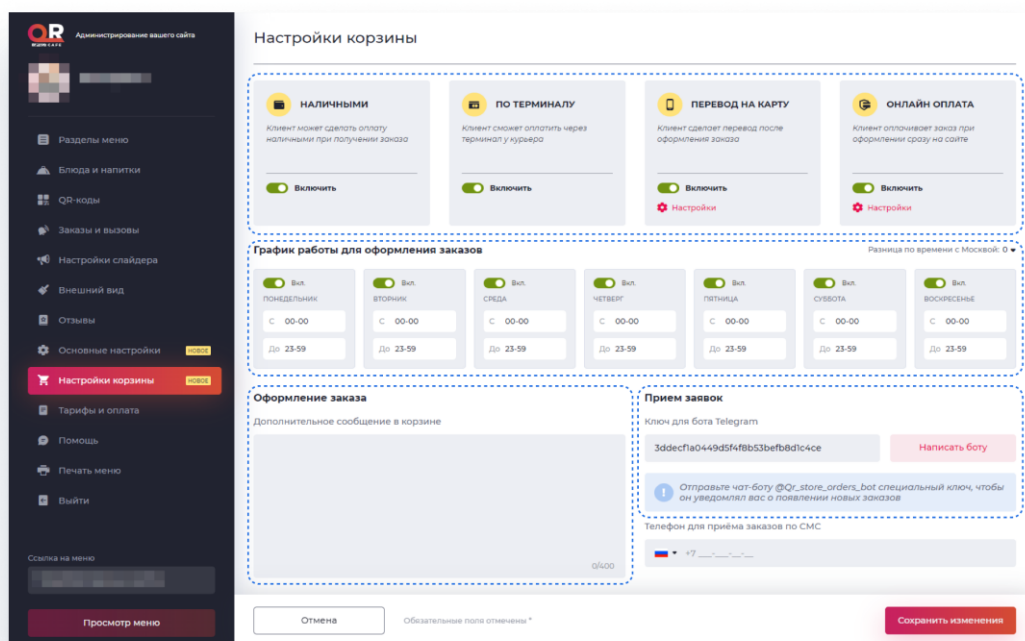 QR
Администрирование вашего сайта
Разделы меню
Блюда и напитки
QR-коды
Заказы и вызовы
Настройки слайдера
Внешний вид
Отзывы
Основные настройки НОВОЕ
Настройки корзины НОВОЕ
Тарифы и оплата
Помощь
Печать меню
Выйти
Ссылка на меню
Просмотр меню
Настройки корзины
НАЛИЧНЫМИ
Клиент может сделать оплату
наличными при получении заказа
Включить
ПО ТЕРМИНАЛУ
Клиент сможет оплатить через
терминал у курьера
Включить
ПЕРЕВОД НА КАРТУ
Клиент сделает перевод после
оформления заказа
Включить
Настройки
ОНЛАЙН ОПЛАТА
Клиент оплачивает заказ при
оформлении сразу на сайте
Включить
Настройки
График работы для оформления заказов
Разница по времени с Москвой: 0
Вкл.
ПОНЕДЕЛЬНИК
С 00-00
До 23-59
Вкл.
ВТОРНИК
С 00-00
До 23-59
Вкл.
СРЕДА
С 00-00
До 23-59
Вкл.
ЧЕТВЕРГ
С 00-00
До 23-59
Вкл.
ПЯТНИЦА
С 00-00
До 23-59
Вкл.
СУББОТА
С 00-00
До 23-59
Вкл.
ВОСКРЕСЕНЬЕ
С 00-00
До 23-59
Оформление заказа
Дополнительное сообщение в корзине
0/400
Прием заявок
Ключ для бота Telegram
3ddecf1a0449d5f4f8b53befb8d1c4ce
Написать боту
Отправьте чат-боту @Qr_store_orders_bot специальный ключ, чтобы
он уведомлял вас о появлении новых заказов
Телефон для приёма заказов по СМС
+7 ___-___-__-__
Отмена
Обязательные поля отмечены *
Сохранить изменения